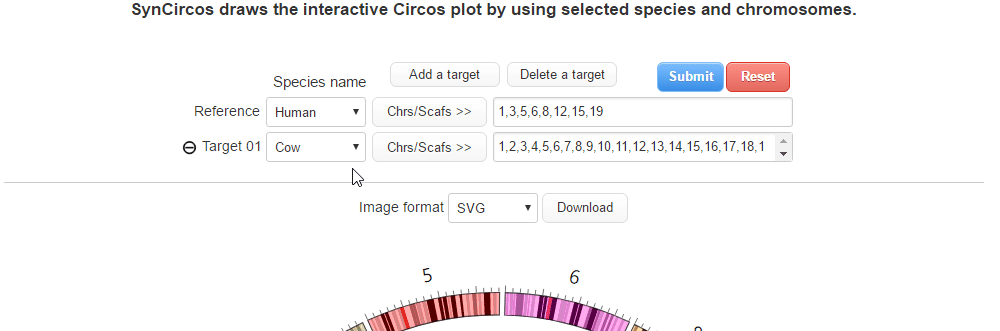 SynCircos draws the interactive Circos plot by using selected species and chromosomes.
Species name Add a target Delete a target Submit Reset
Reference Human Chrs/Scafs >> 1,3,5,6,8,12,15,19
Target 01 Cow Chrs/Scafs >> 1,2,3,4,5,6,7,8,9,10,11,12,13,14,15,16,17,18,1
Image format SVG Download
5 6